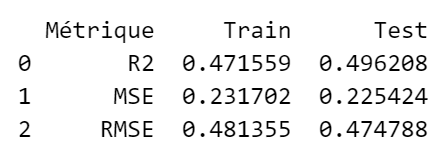 Métrique Train Test
0 R2 0.471559 0.496208
1 MSE 0.231702 0.225424
2 RMSE 0.481355 0.474788